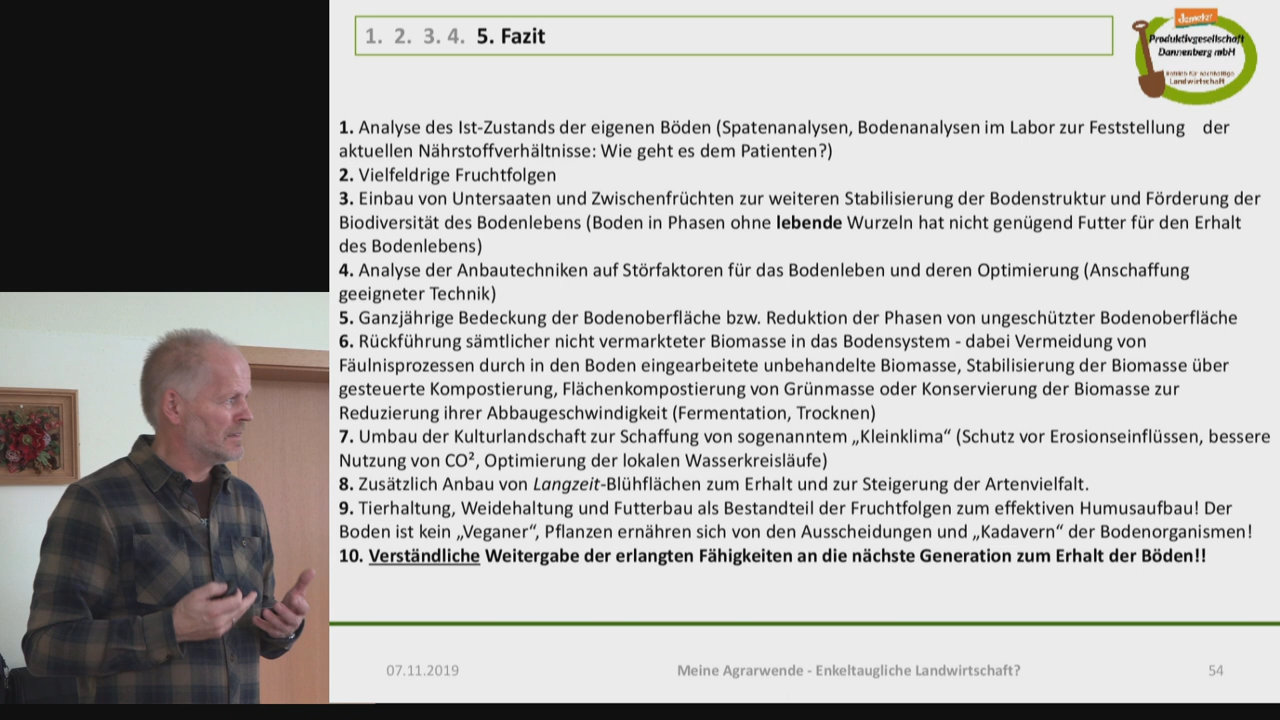 1. 2. 3. 4. 5. Fazit
demeter
Produktivgesellschaft
Dannenberg mbH
Betrieb für nachhaltige
Landwirtschaft
1. Analyse des Ist-Zustands der eigenen Böden (Spatenanalysen, Bodenanalysen im Labor zur Feststellung der
aktuellen Nährstoffverhältnisse: Wie geht es dem Patienten?)
2. Vielfeldrige Fruchtfolgen
3. Einbau von Untersaaten und Zwischenfrüchten zur weiteren Stabilisierung der Bodenstruktur und Förderung der
Biodiversität des Bodenlebens (Boden in Phasen ohne lebende Wurzeln hat nicht genügend Futter für den Erhalt
des Bodenlebens)
4. Analyse der Anbautechniken auf Störfaktoren für das Bodenleben und deren Optimierung (Anschaffung
geeigneter Technik)
5. Ganzjährige Bedeckung der Bodenoberfläche bzw. Reduktion der Phasen von ungeschützter Bodenoberfläche
6. Rückführung sämtlicher nicht vermarkteter Biomasse in das Bodensystem - dabei Vermeidung von
Fäulnisprozessen durch in den Boden eingearbeitete unbehandelte Biomasse, Stabilisierung der Biomasse über
gesteuerte Kompostierung, Flächenkompostierung von Grünmasse oder Konservierung der Biomasse zur
Reduzierung ihrer Abbaugeschwindigkeit (Fermentation, Trocknen)
7. Umbau der Kulturlandschaft zur Schaffung von sogenanntem „Kleinklima“ (Schutz vor Erosionseinflüssen, bessere
Nutzung von CO², Optimierung der lokalen Wasserkreisläufe)
8. Zusätzlich Anbau von Langzeit-Blühflächen zum Erhalt und zur Steigerung der Artenvielfalt.
9. Tierhaltung, Weidehaltung und Futterbau als Bestandteil der Fruchtfolgen zum effektiven Humusaufbau! Der
Boden ist kein „Veganer“, Pflanzen ernähren sich von den Ausscheidungen und „Kadavern“ der Bodenorganismen!
10. Verständliche Weitergabe der erlangten Fähigkeiten an die nächste Generation zum Erhalt der Böden!!
07.11.2019
Meine Agrarwende - Enkeltaugliche Landwirtschaft?
54